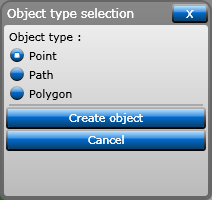 Object type selection X
Object type :
Point
Path
Polygon
Create object
Cancel